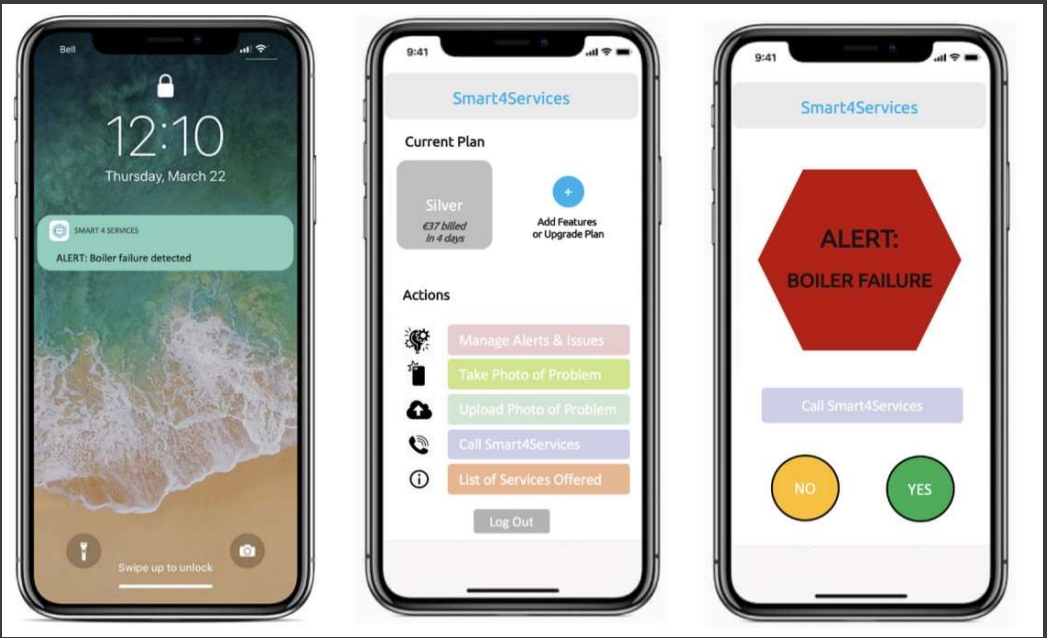 Bell
12:10
Thursday, March 22
SMART 4 SERVICES
ALERT: Boiler failure detected
Swipe up to unlock
9:41
Smart4Services
Current Plan
Silver
€37 billed
in 4 days
Add Features
or Upgrade Plan
Actions
Manage Alerts & Issues
Take Photo of Problem
Upload Photo of Problem
Call Smart4Services
List of Services Offered
Log Out
9:41
Smart4Services
ALERT:
BOILER FAILURE
Call Smart4Services
NO
YES